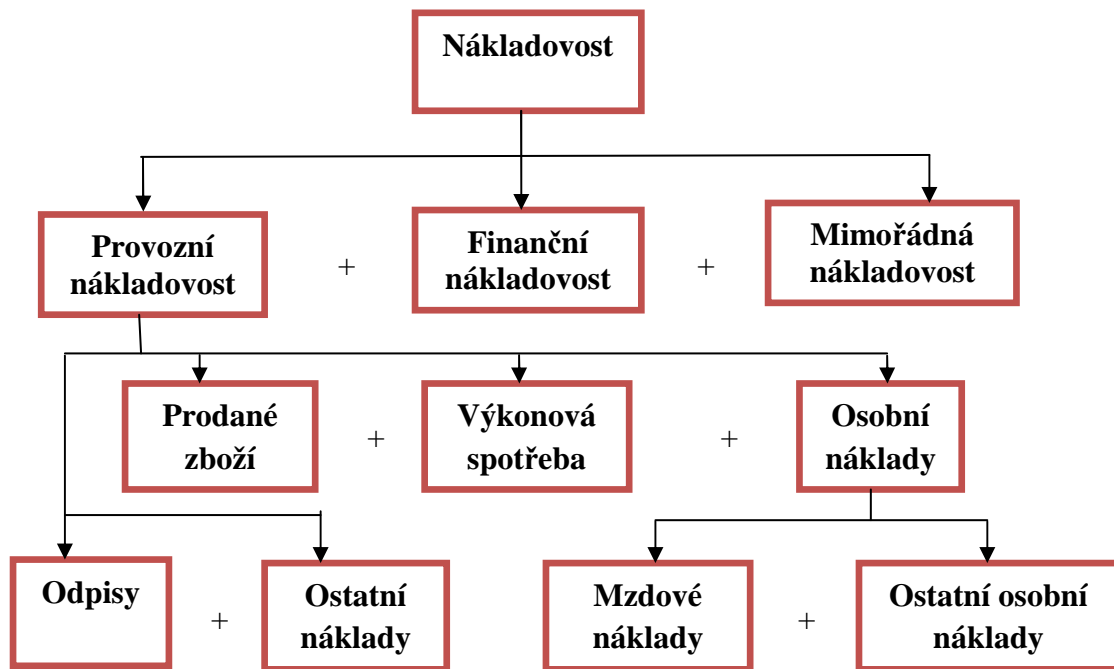 Nákladovost
Provozní
nákladovost
+
Finanční
nákladovost
+
Mimořádná
nákladovost
Prodané
zboží
+
Výkonová
spotřeba
+
Osobní
náklady
Odpisy
+
Ostatní
náklady
Mzdové
náklady
+
Ostatní osobní
náklady